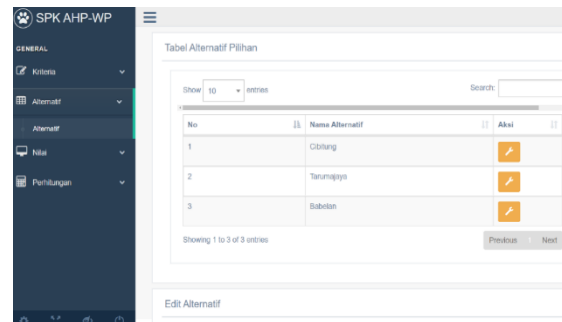 SPK AHP-WP
GENERAL
Kriteria
Alternatif
Alternatif
Nilai
Perhitungan
Tabel Alternatif Pilihan
Show 10 entries
Search:
No Nama Alternatif Aksi
1 Cibitung
2 Tarumajaya
3 Babelan
Showing 1 to 3 of 3 entries
Previous 1 Next
Edit Alternatif